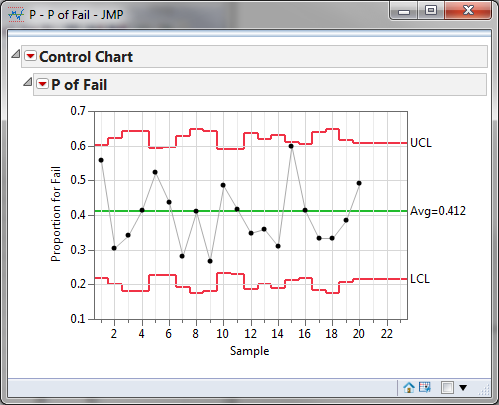 P - P of Fail - JMP
Control Chart
P of Fail
Proportion for Fail
0.7
0.6
0.5
0.4
0.3
0.2
0.1
UCL
Avg=0.412
LCL
2 4 6 8 10 12 14 16 18 20 22
Sample